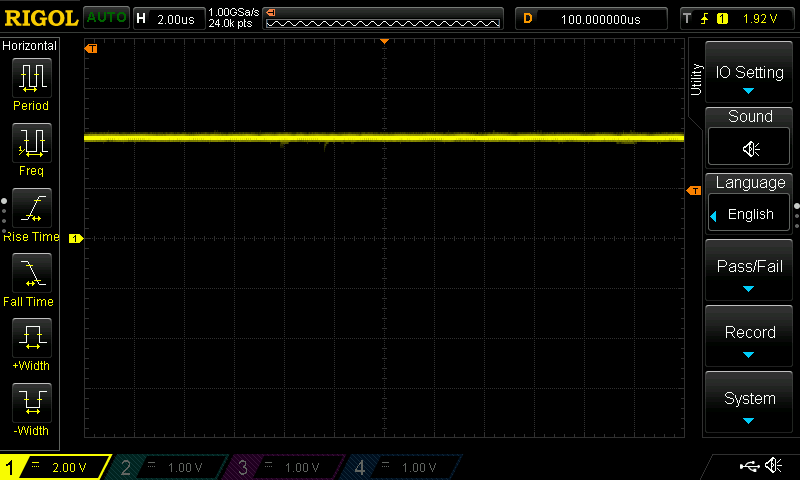 RIGOL AUTO H 2.00us 1.00GSa/s D 100.000000us T 1 1.92 V
24.0k pts
Horizontal
Period
Freq
Rise Time
Fall Time
+Width
-Width
T
T
1
Utility
IO Setting
Sound
Language
English
Pass/Fail
Record
System
1 2.00 V 2 1.00 V 3 1.00 V 4 1.00 V